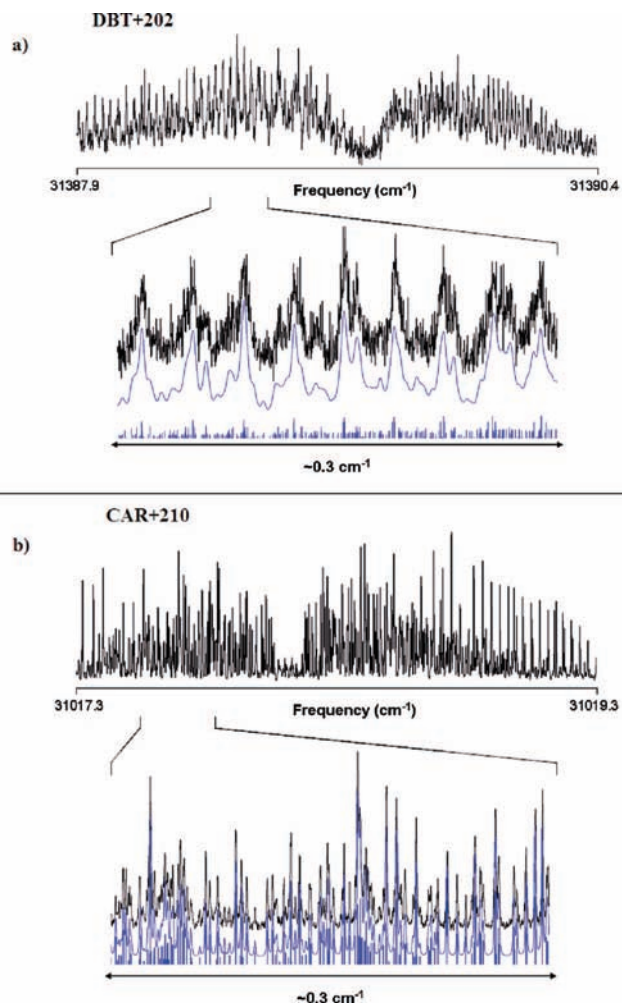 DBT+202
a)
31387.9 Frequency (cm-1) 31390.4
~0.3 cm-1
CAR+210
b)
31017.3 Frequency (cm-1) 31019.3
~0.3 cm-1